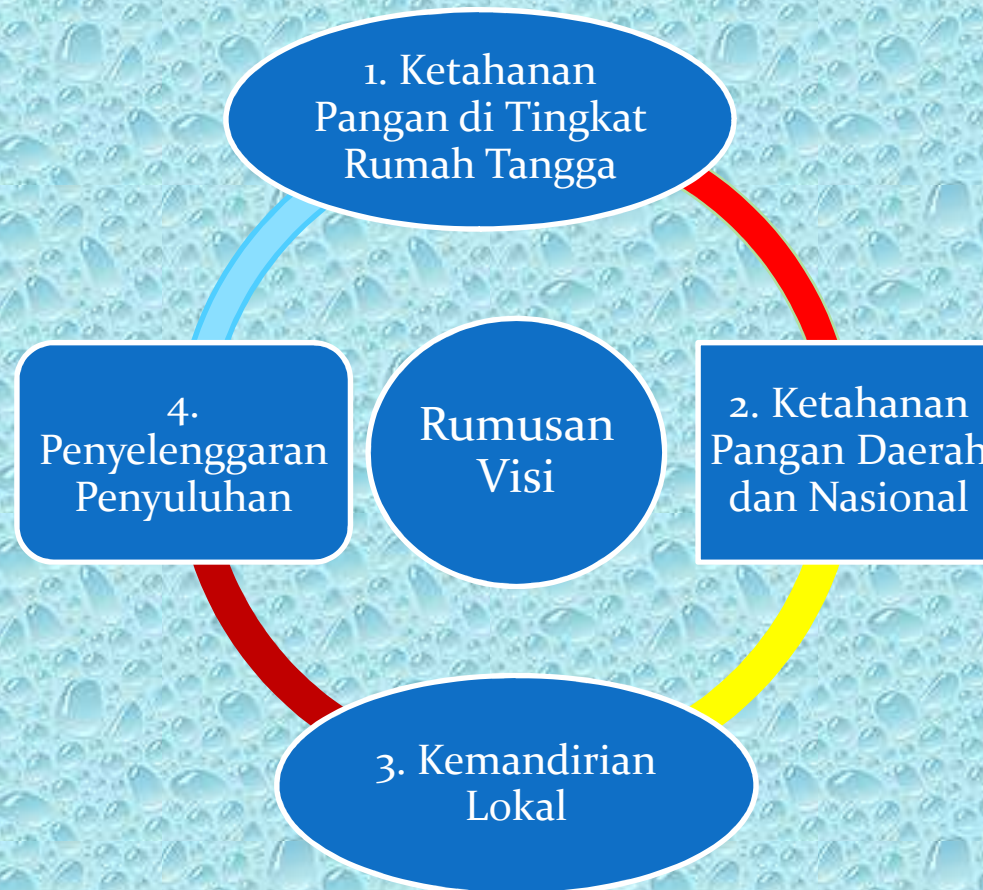 1. Ketahanan
Pangan di Tingkat
Rumah Tangga
2. Ketahanan
Pangan Daerah
dan Nasional
3. Kemandirian
Lokal
4.
Penyelenggaran
Penyuluhan
Rumusan
Visi